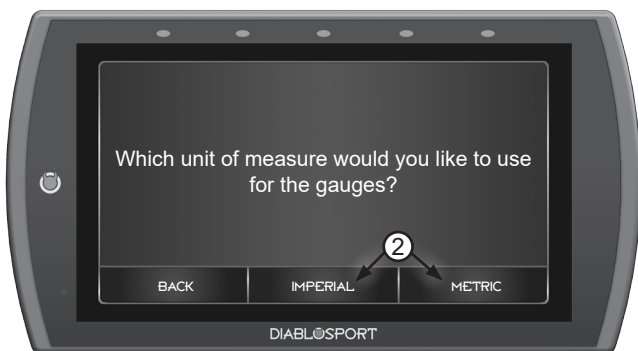 Which unit of measure would you like to use
for the gauges?
2
BACK IMPERIAL METRIC
DIABLOSPORT